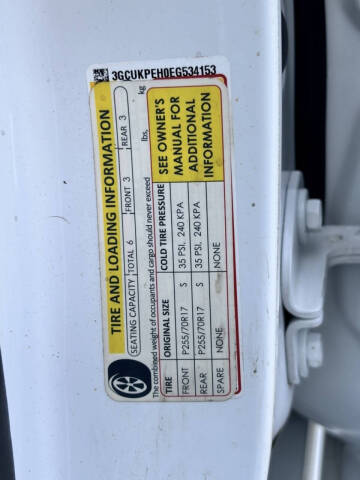 3GCUKPEH0EG534153
TIRE AND LOADING INFORMATION
SEATING CAPACITY TOTAL 6 FRONT 3 REAR 3
The combined weight of occupants and cargo should never exceed kg lbs.
TIRE ORIGINAL SIZE COLD TIRE PRESSURE
FRONT P255/70R17 S 35 PSI. 240 KPA
REAR P255/70R17 S 35 PSI. 240 KPA
SPARE NONE NONE
SEE OWNER'S
MANUAL FOR
ADDITIONAL
INFORMATION